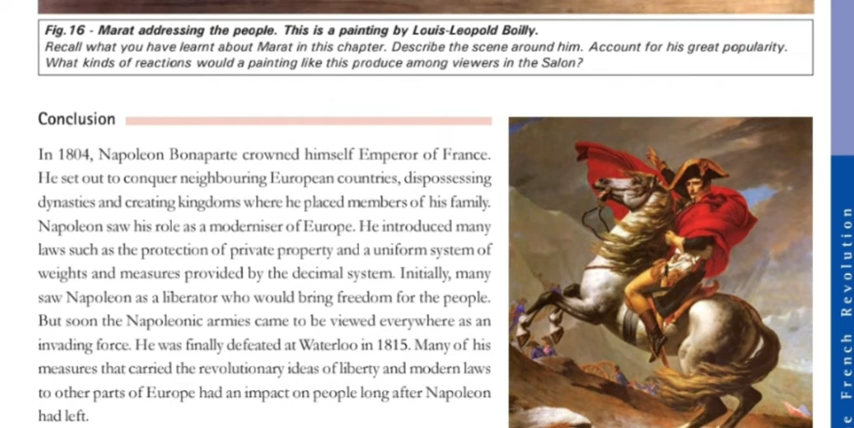 Fig.16 - Marat addressing the people. This is a painting by Louis-Leopold Boilly.
Recall what you have learnt about Marat in this chapter. Describe the scene around him. Account for his great popularity.
What kinds of reactions would a painting like this produce among viewers in the Salon?
Conclusion
In 1804, Napoleon Bonaparte crowned himself Emperor of France.
He set out to conquer neighbouring European countries, dispossessing
dynasties and creating kingdoms where he placed members of his family.
Napoleon saw his role as a moderniser of Europe. He introduced many
laws such as the protection of private property and a uniform system of
weights and measures provided by the decimal system. Initially, many
saw Napoleon as a liberator who would bring freedom for the people.
But soon the Napoleonic armies came to be viewed everywhere as an
invading force. He was finally defeated at Waterloo in 1815. Many of his
measures that carried the revolutionary ideas of liberty and modern laws
to other parts of Europe had an impact on people long after Napoleon
had left.
e French Revolution